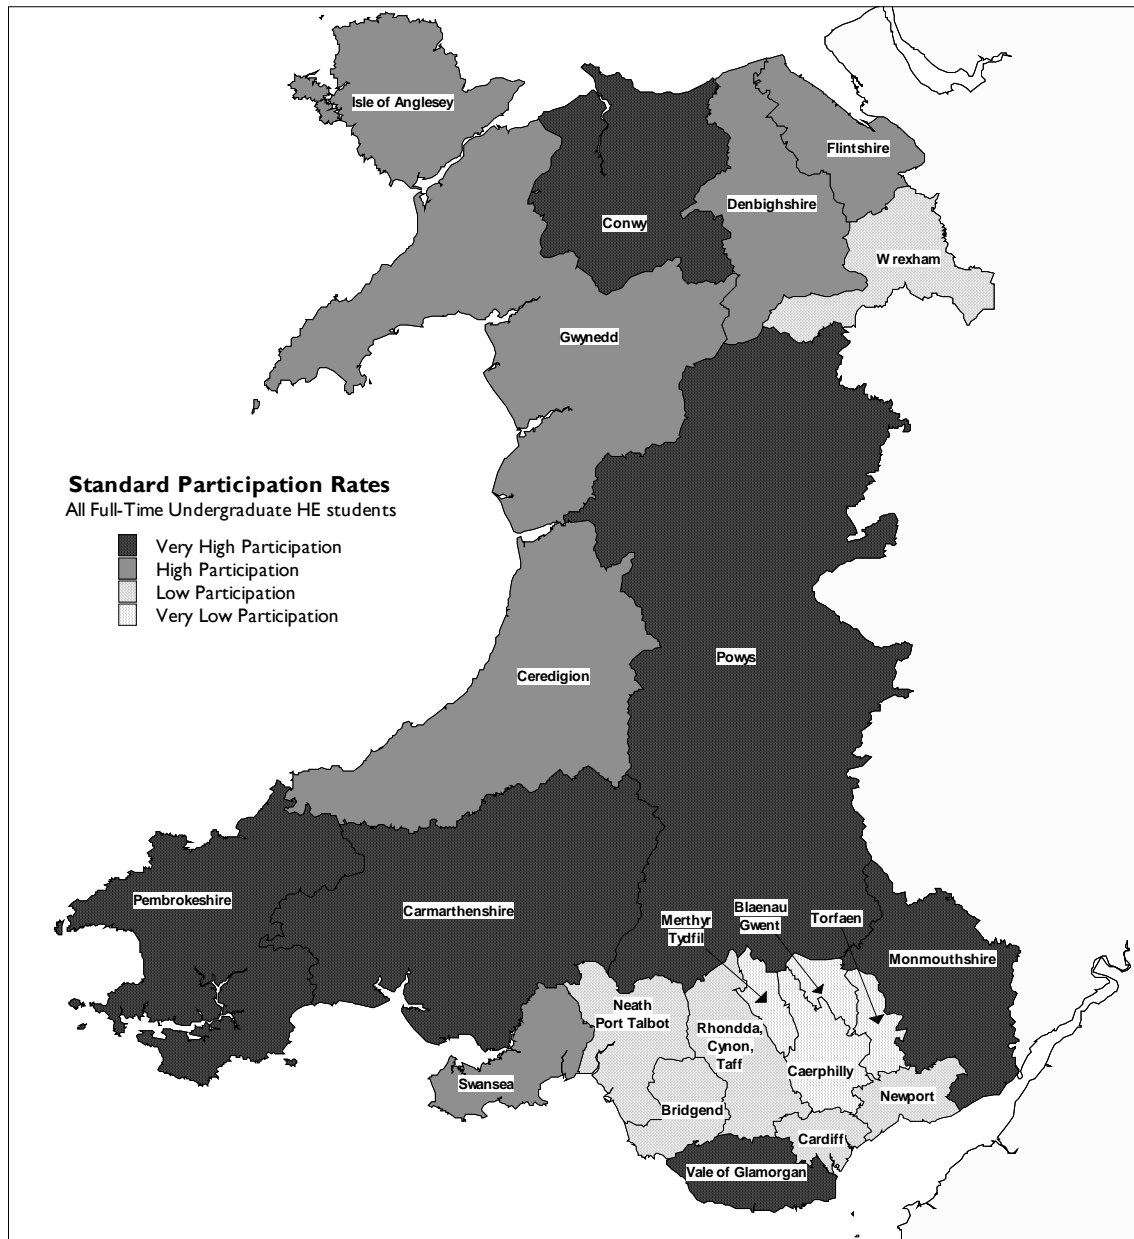 Isle of Anglesey
Flintshire
Conwy
Denbighshire
W rexham
Gwynedd
Standard Participation Rates
All Full-Time Undergraduate HE students
Very High Participation
High Participation
Low Participation
Very Low Participation
Powys
Ceredigion
Pembrokeshire
Carmarthenshire
Merthyr
Tydfil
Blaenau
Gwent
Torfaen
Monmouthshire
Neath
Port Talbot
Rhondda,
Cynon,
Taff
Caerphilly
Swansea
Bridgend
Newport
Cardiff
Vale of Glamorgan